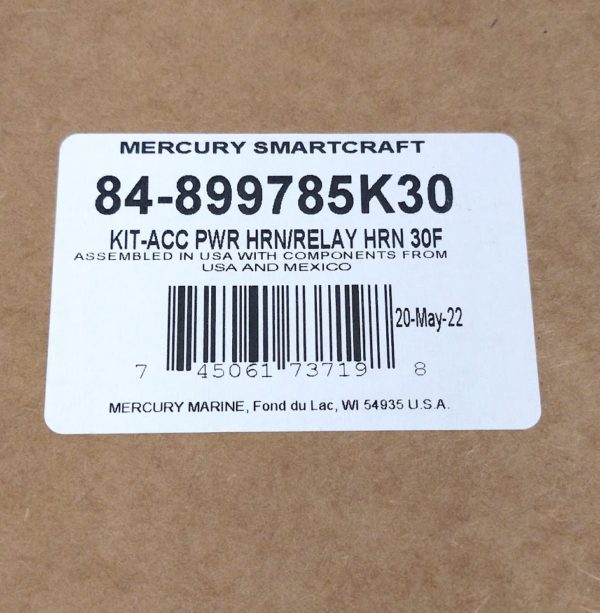 MERCURY SMARTCRAFT
84-899785K30
KIT-ACC PWR HRN/RELAY HRN 30F
ASSEMBLED IN USA WITH COMPONENTS FROM
USA AND MEXICO
20-May-22
7 45061 73719 8
MERCURY MARINE, Fond du Lac, WI 54935 U.S.A.